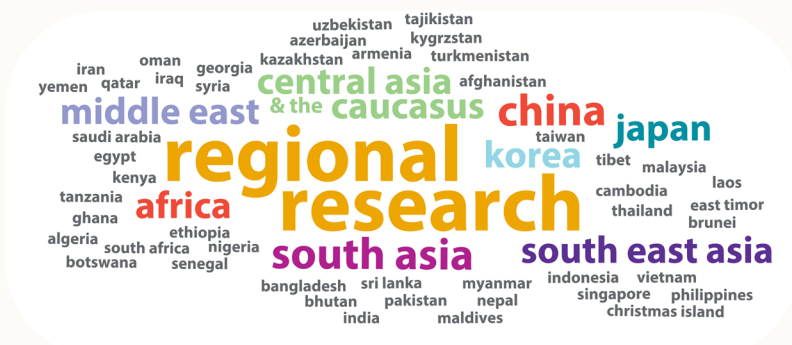 uzbekistan tajikistan
azerbaijan kygrzstan
kazakhstan armenia turkmenistan
iran oman georgia
yemen qatar iraq syria
central asia afghanistan
& the caucasus
middle east
china
taiwan
japan
korea
tibet malaysia
saudi arabia
egypt
kenya
regional
research
cambodia laos
thailand east timor
brunei
tanzania
africa
ghana
ethiopia
algeria south africa nigeria
botswana senegal
south asia
south east asia
bangladesh sri lanka myanmar
bhutan pakistan nepal
india maldives
indonesia vietnam
singapore philippines
christmas island